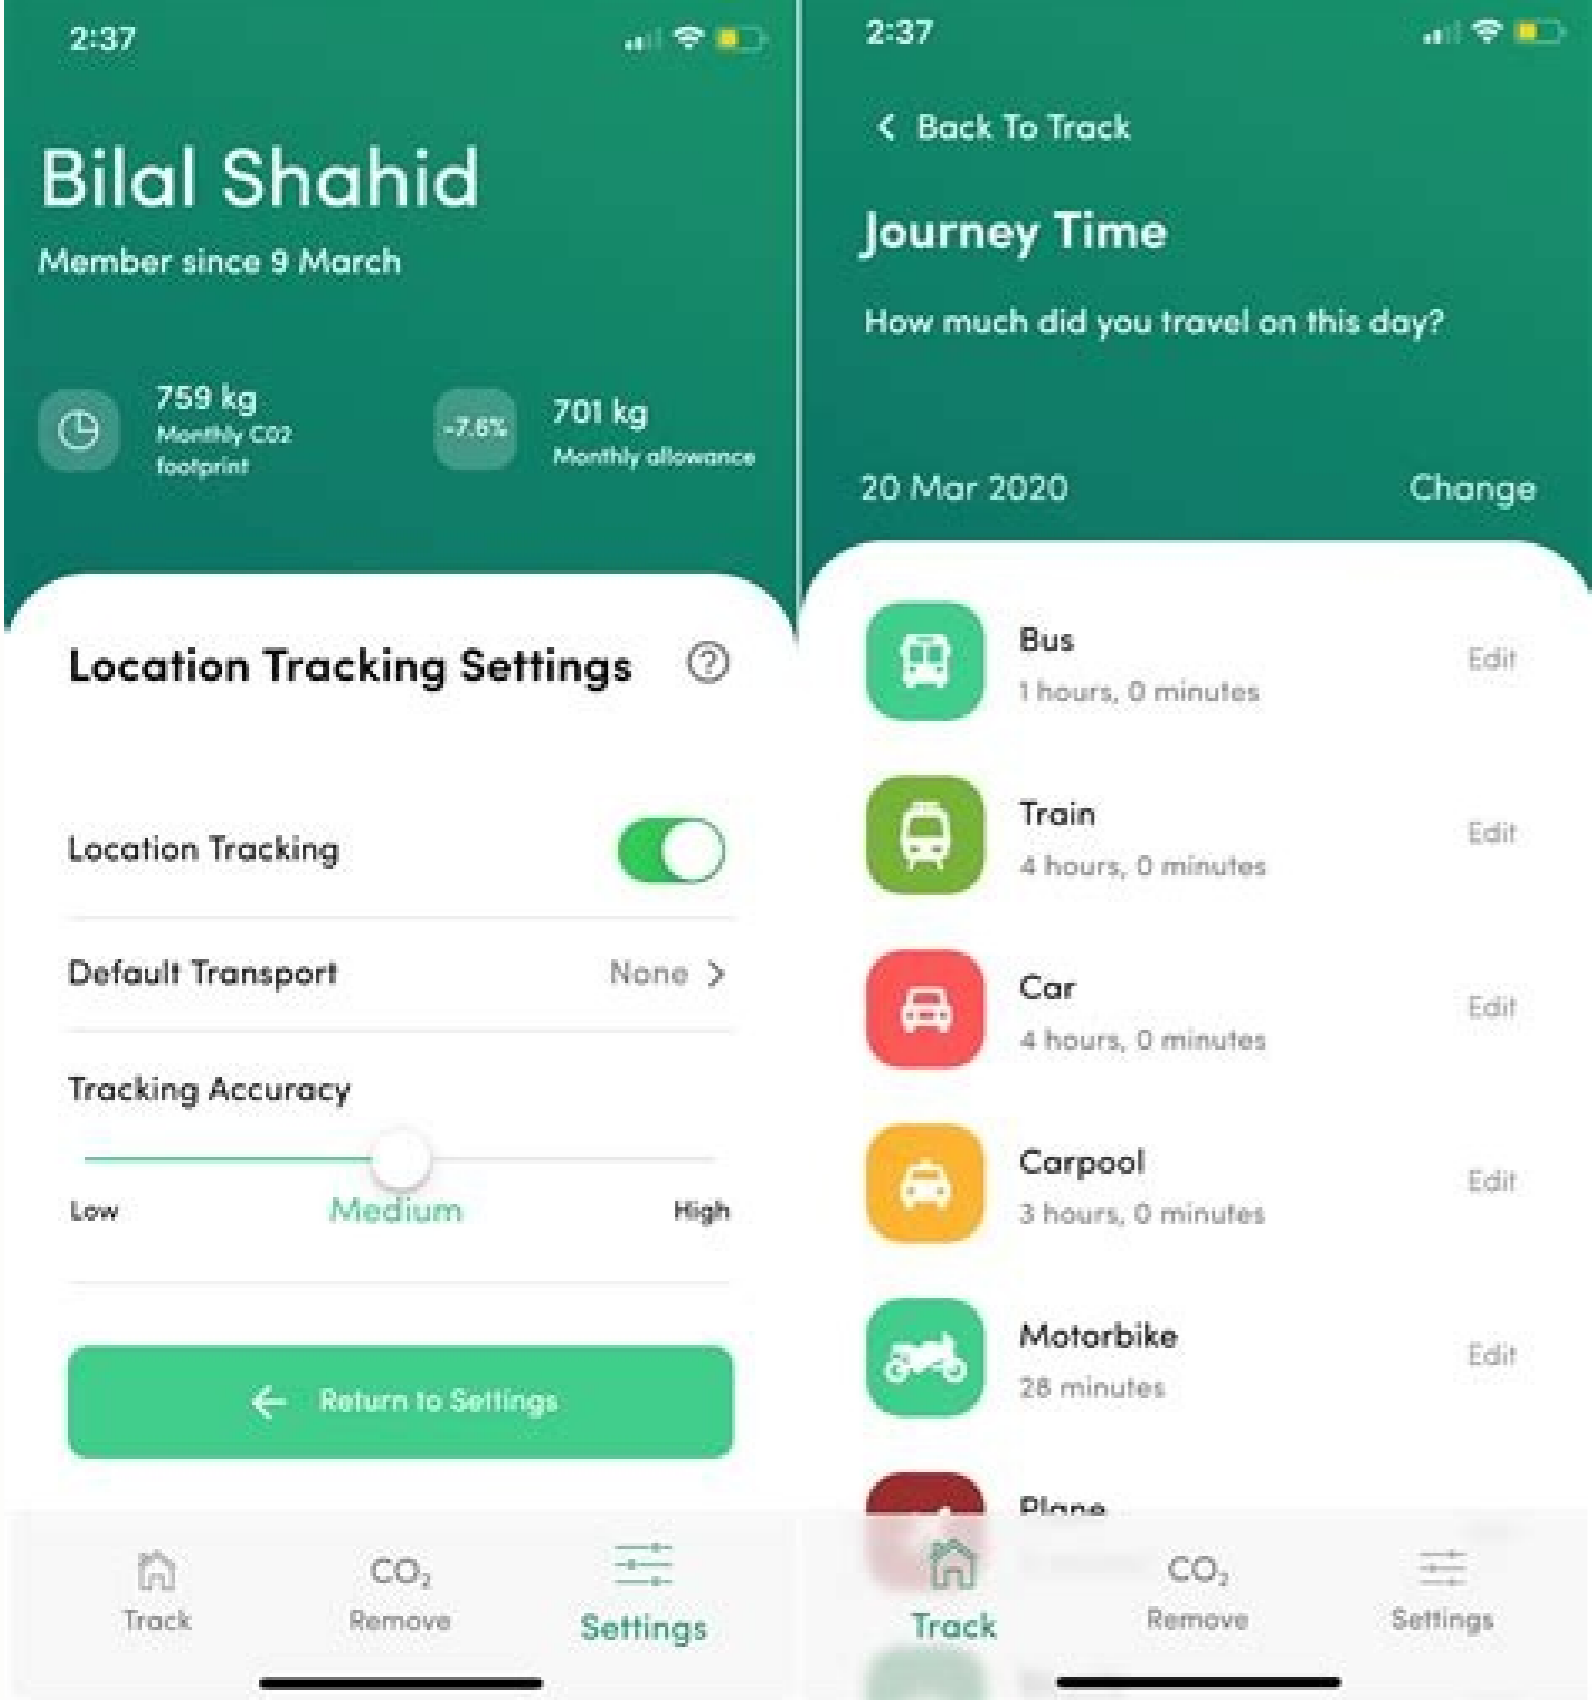 2:37
Bilal Shahid
Member since 9 March
759 kg
Monthly C02
footprint
-7.6%
701 kg
Monthly allowance
Location Tracking Settings
?
Location Tracking
Default Transport
None
Tracking Accuracy
Low
Medium
High
Return to Settings
Track
CO₂
Remove
Settings
2:37
Back To Track
Journey Time
How much did you travel on this day?
20 Mar 2020
Change
Bus
1 hours, 0 minutes
Edit
Train
4 hours, 0 minutes
Edit
Car
4 hours, 0 minutes
Edit
Carpool
3 hours, 0 minutes
Edit
Motorbike
28 minutes
Edit
Plane
Track
CO₂
Remove
Settings